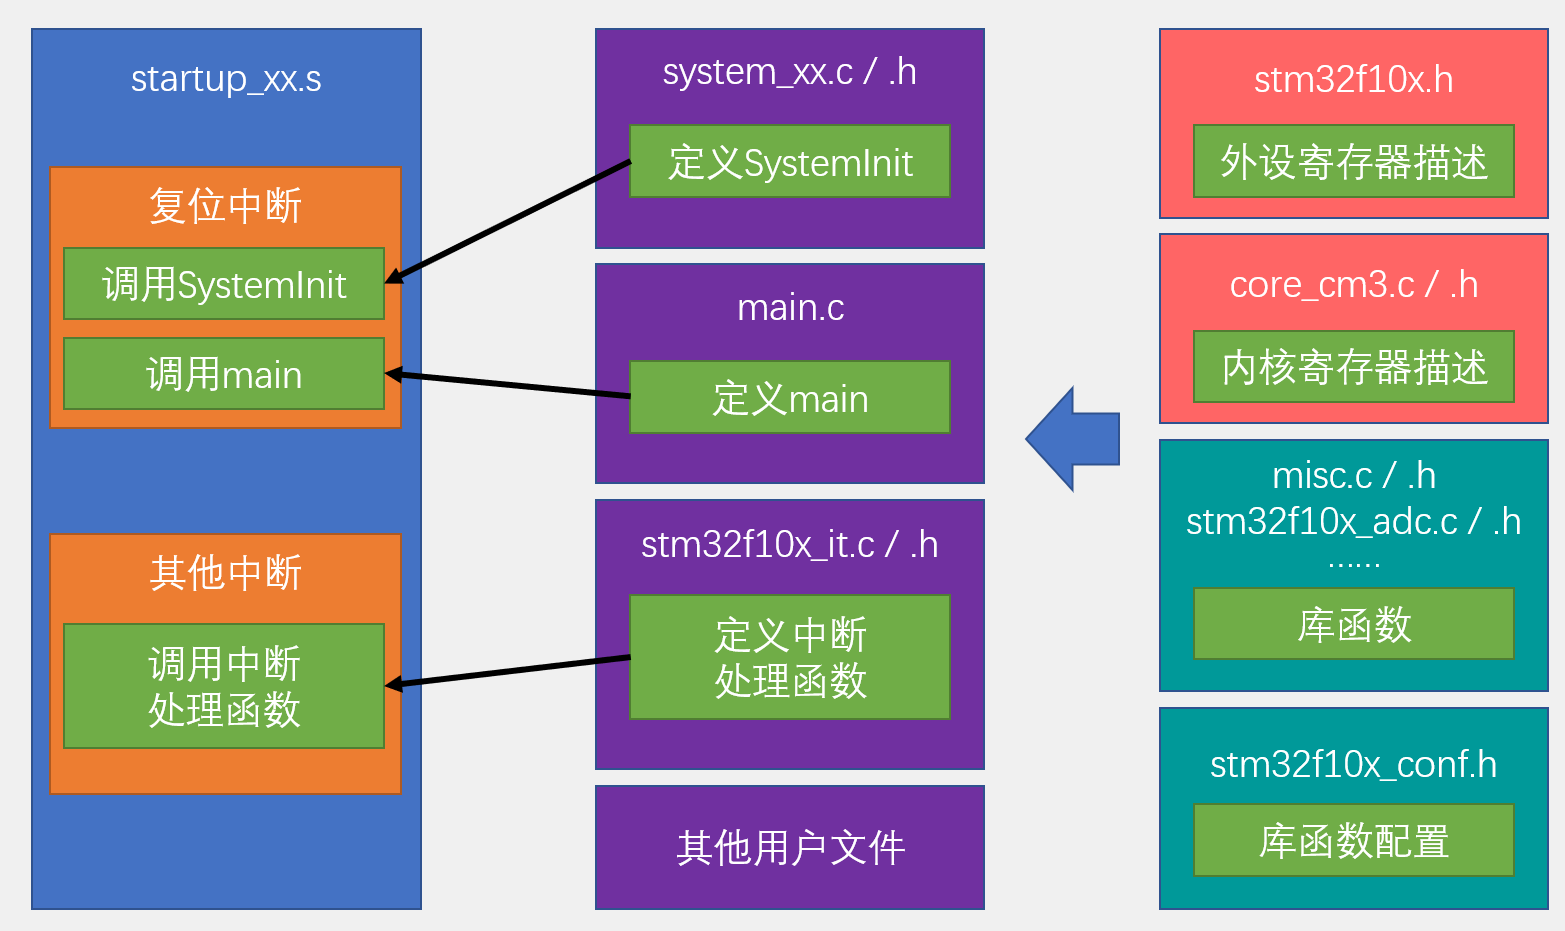 startup_xx.s
复位中断
调用SystemInit
调用main
其他中断
调用中断
处理函数
system_xx.c / .h
定义SystemInit
main.c
定义main
stm32f10x_it.c / .h
定义中断
处理函数
其他用户文件
stm32f10x.h
外设寄存器描述
core_cm3.c / .h
内核寄存器描述
misc.c / .h
stm32f10x_adc.c / .h
……
库函数
stm32f10x_conf.h
库函数配置